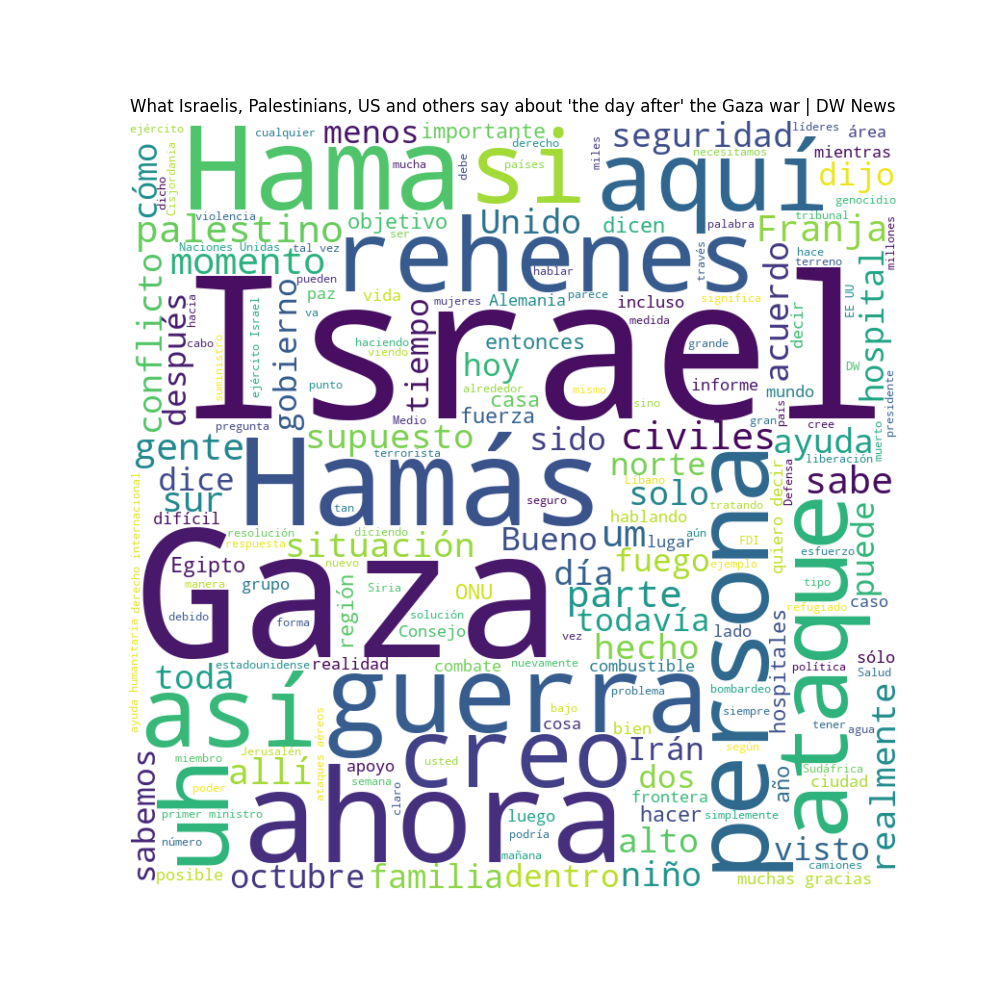 What Israelis, Palestinians, US and others say about 'the day after' the Gaza war | DW News
ejército
cualquier
menos
importante
derecho
seguridad
líderes
área
Hamas
si
aquí
mucha
debe
países
miles
necesitamos
mientras
cómo
dicho
Cisjordania
dijo
genocidio
violencia
palestino
objetivo
ser
Unido
dicen
palabra
Franja
tribunal
millones
Naciones Unidas
tal vez
momento
rehenes
hablar
través
hace
terreno
acuerdo
hospital
conflicto
después
hacia
pueden
paz
vida
va
mujeres
Alemania
parece
incluso
significa
decir
EE UU
gobierno
ejército Israel
suministro
cabo
Israel
tiempo
medida
haciendo
viendo
entonces
grande
DW
presidente
hoy
punto
alrededor
casa
mismo
informe
mundo
pregunta
Medio
fuerza
sino
gran
país
cree
muerto
gente
supuesto
terrorista
sido
civiles
ayuda
liberación
dice
Hamás
norte
Líbano
persona
Defensa
sabe
sur
tan
seguro
solo
tratando
quiero decir
ataque
difícil
resolución
diciendo
hablando
respuesta
situación
Bueno
um
lugar
aún
FDI
esfuerzo
puede
ayuda humanitaria
derecho internacional
Egipto
nuevo
Gaza
fuego
ejemplo
manera
grupo
región
Siria
ONU
día
tipo
parte
refugiado
caso
debido
forma
solución
Consejo
todavía
vez
lado
hospitales
hecho
sólo
toda
estadounidense
realidad
combate
nuevamente
combustible
política
Salud
así
guerra
problema
bombardeo
bajo
cosa
siempre
bien
tener
agua
realmente
Jerusalén
ataques aéreos
creo
Irán
según
sabemos
miembro
allí
apoyo
usted
dos
año
Sudáfrica
ciudad
poder
un
semana
claro
frontera
primer ministro
ahora
luego
hacer
simplemente
número
podría
alto
visto
mañana
camiones
posible
octubre
familia
dentro
niño
muchas gracias